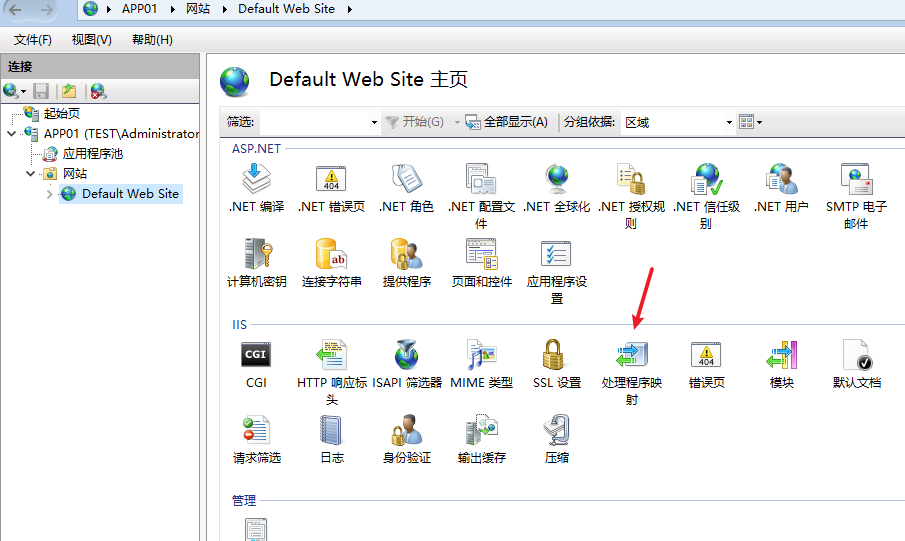 APP01 网站 Default Web Site
文件(F) 视图(V) 帮助(H)
连接
起始页
APP01 (TEST\Administrator
应用程序池
网站
Default Web Site
Default Web Site 主页
筛选: 开始(G) 全部显示(A) 分组依据: 区域
ASP.NET
.NET 编译 .NET 错误页 .NET 角色 .NET 配置文 .NET 全球化 .NET 授权规 .NET 信任级 .NET 用户 SMTP 电子
404
件 则 别 邮件
ab
计算机密钥 连接字符串 提供程序 页面和控件 应用程序设
置
IIS
CGI 404
CGI HTTP 响应标 ISAPI 筛选器 MIME 类型 SSL 设置 处理程序映 错误页 模块 默认文档
头 射
请求筛选 日志 身份验证 输出缓存 压缩
管理